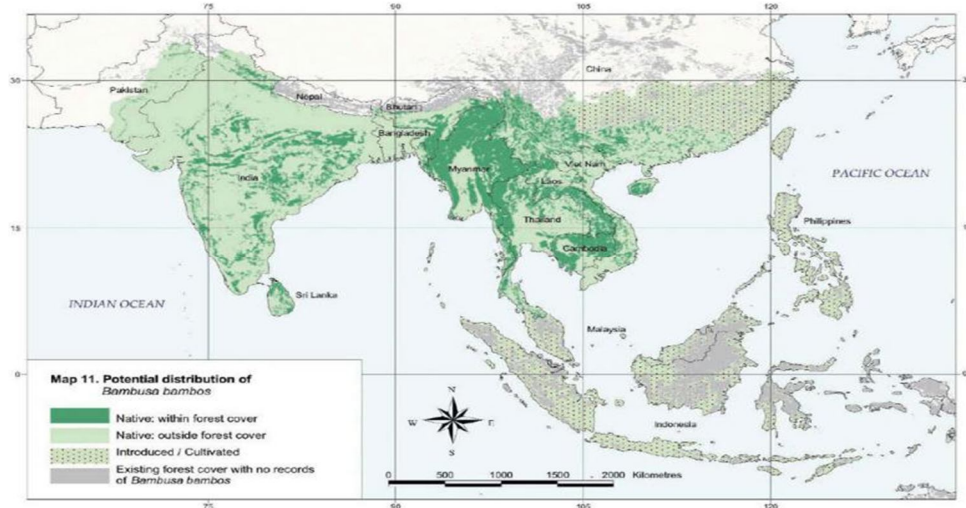 75
90
105
120
30
China
Pakistan
Nepal
Bhutan
Bangladesh
India
Myanmar
Viet Nam
Laos
PACIFIC OCEAN
Philippines
15
Thailand
Cambodia
INDIAN OCEAN
Sri Lanka
Malaysia
Map 11. Potential distribution of
Bambusa bambos
Native: within forest cover
Native: outside forest cover
Introduced / Cultivated
Existing forest cover with no records
of Bambusa bambos
N
W E
S
0
Indonesia
0 500 1000 1500 2000 Kilometres
75
105
120